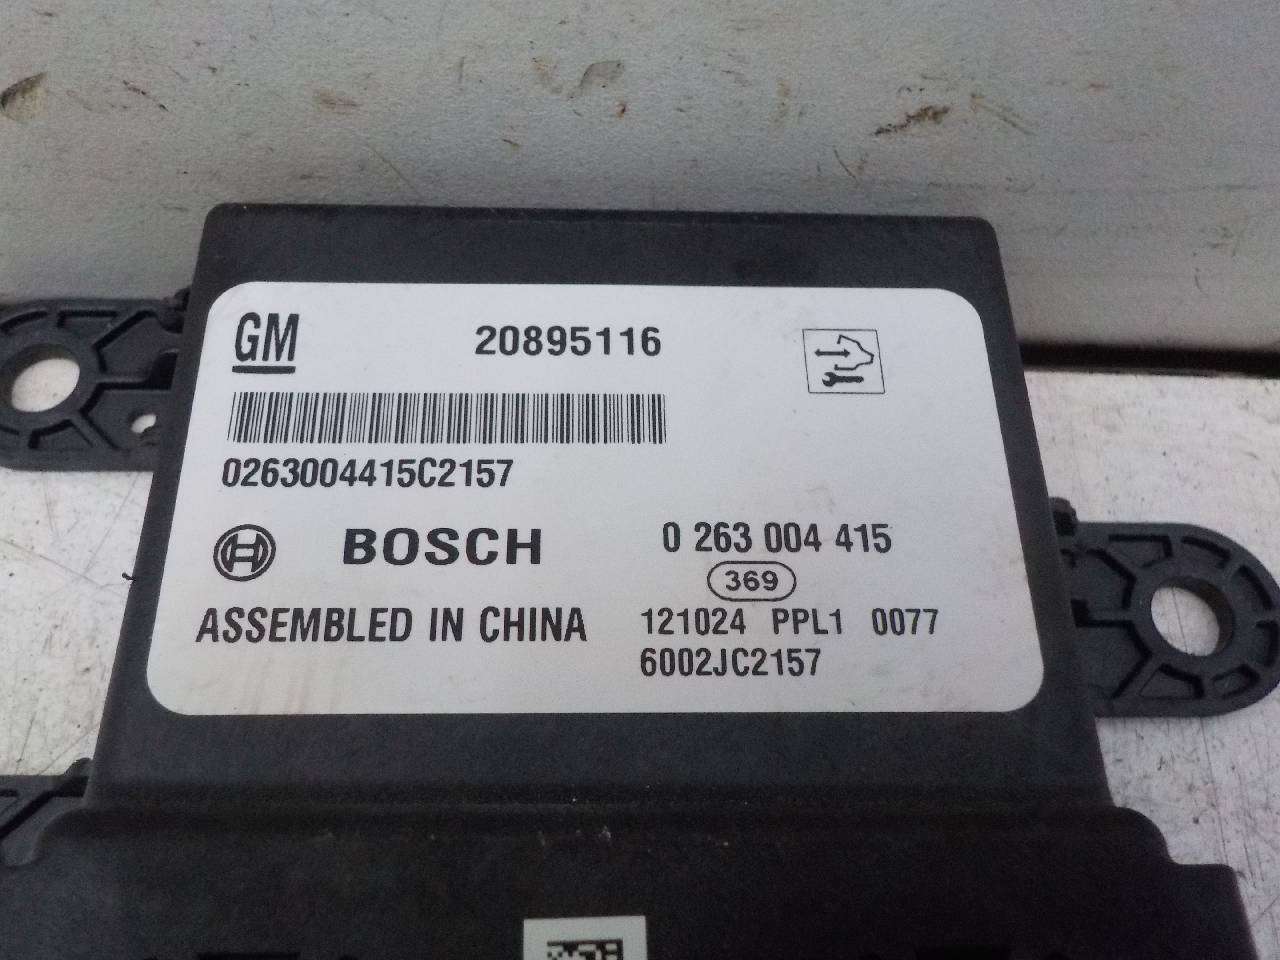 GM 20895116
0263004415C2157
BOSCH 0 263 004 415
369
ASSEMBLED IN CHINA 121024 PPL1 0077
6002JC2157